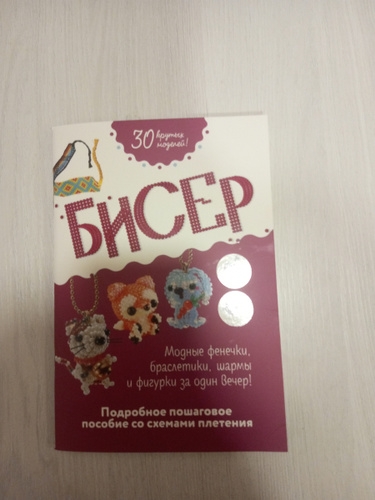 30 крутых
моделей!
БИСЕР
Модные фенечки,
браслетики, шармы
и фигурки за один вечер!
Подробное пошаговое
пособие со схемами плетения